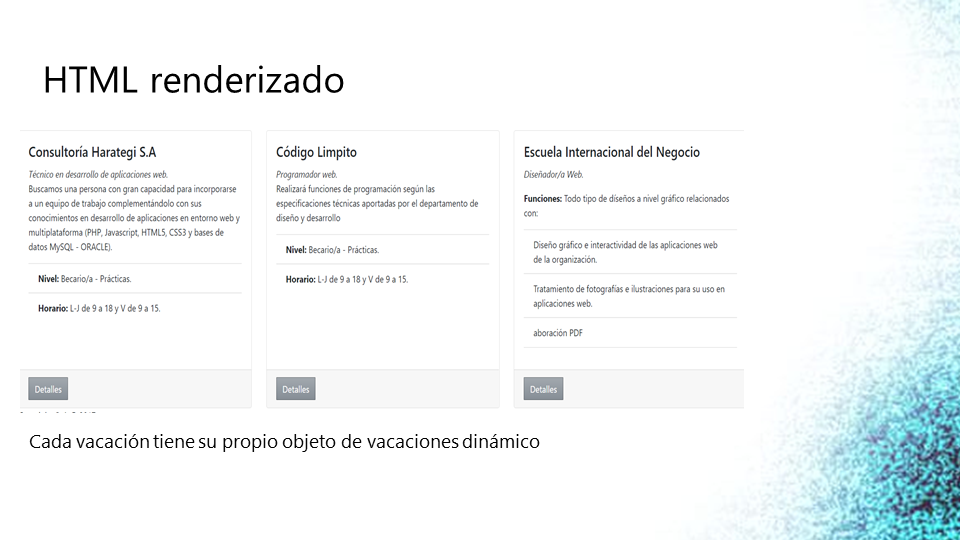 HTML renderizado
Consultoría Harategi S.A
Técnico en desarrollo de aplicaciones web.
Buscamos una persona con gran capacidad para incorporarse
a un equipo de trabajo complementándolo con sus
conocimientos en desarrollo de aplicaciones en entorno web y
multiplataforma (PHP, Javascript, HTML5, CSS3 y bases de
datos MySQL - ORACLE).
Nivel: Becario/a - Prácticas.
Horario: L-J de 9 a 18 y V de 9 a 15.
Detalles
Código Limpito
Programador web.
Realizará funciones de programación según las
especificaciones técnicas aportadas por el departamento de
diseño y desarrollo
Nivel: Becario/a - Prácticas.
Horario: L-J de 9 a 18 y V de 9 a 15.
Detalles
Escuela Internacional del Negocio
Diseñador/a Web.
Funciones: Todo tipo de díseños a nivel gráfico relacionados
con:
Diseño gráfico e interactividad de las aplicaciones web
de la organización.
Tratamiento de fotografías e ilustraciones para su uso en
aplicaciones web.
aboración PDF
Detalles
Cada vacación tiene su propio objeto de vacaciones dinámico